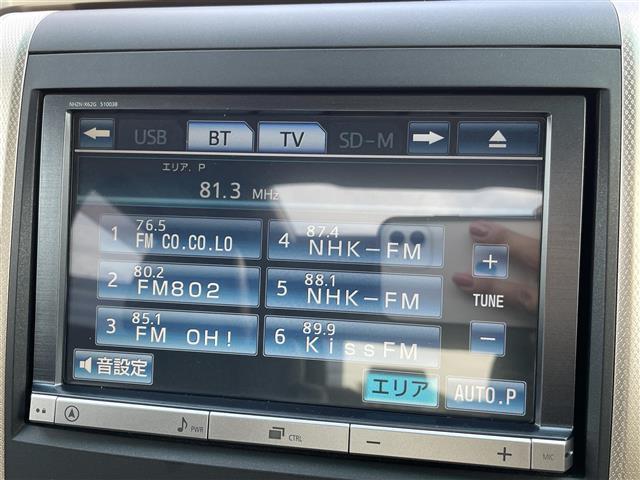 NHZN-X62G 510038
USB BT TV SD-M
エリア. P
81.3 MHz
1 76.5 FM CO.CO.LO
2 80.2 FM802
3 85.1 FM OH!
4 87.4 NHK-FM
5 88.1 NHK-FM
6 89.9 KissFM
+
TUNE
-
音設定
エリア
AUTO.P
PWR
CTRL
- +
MIC